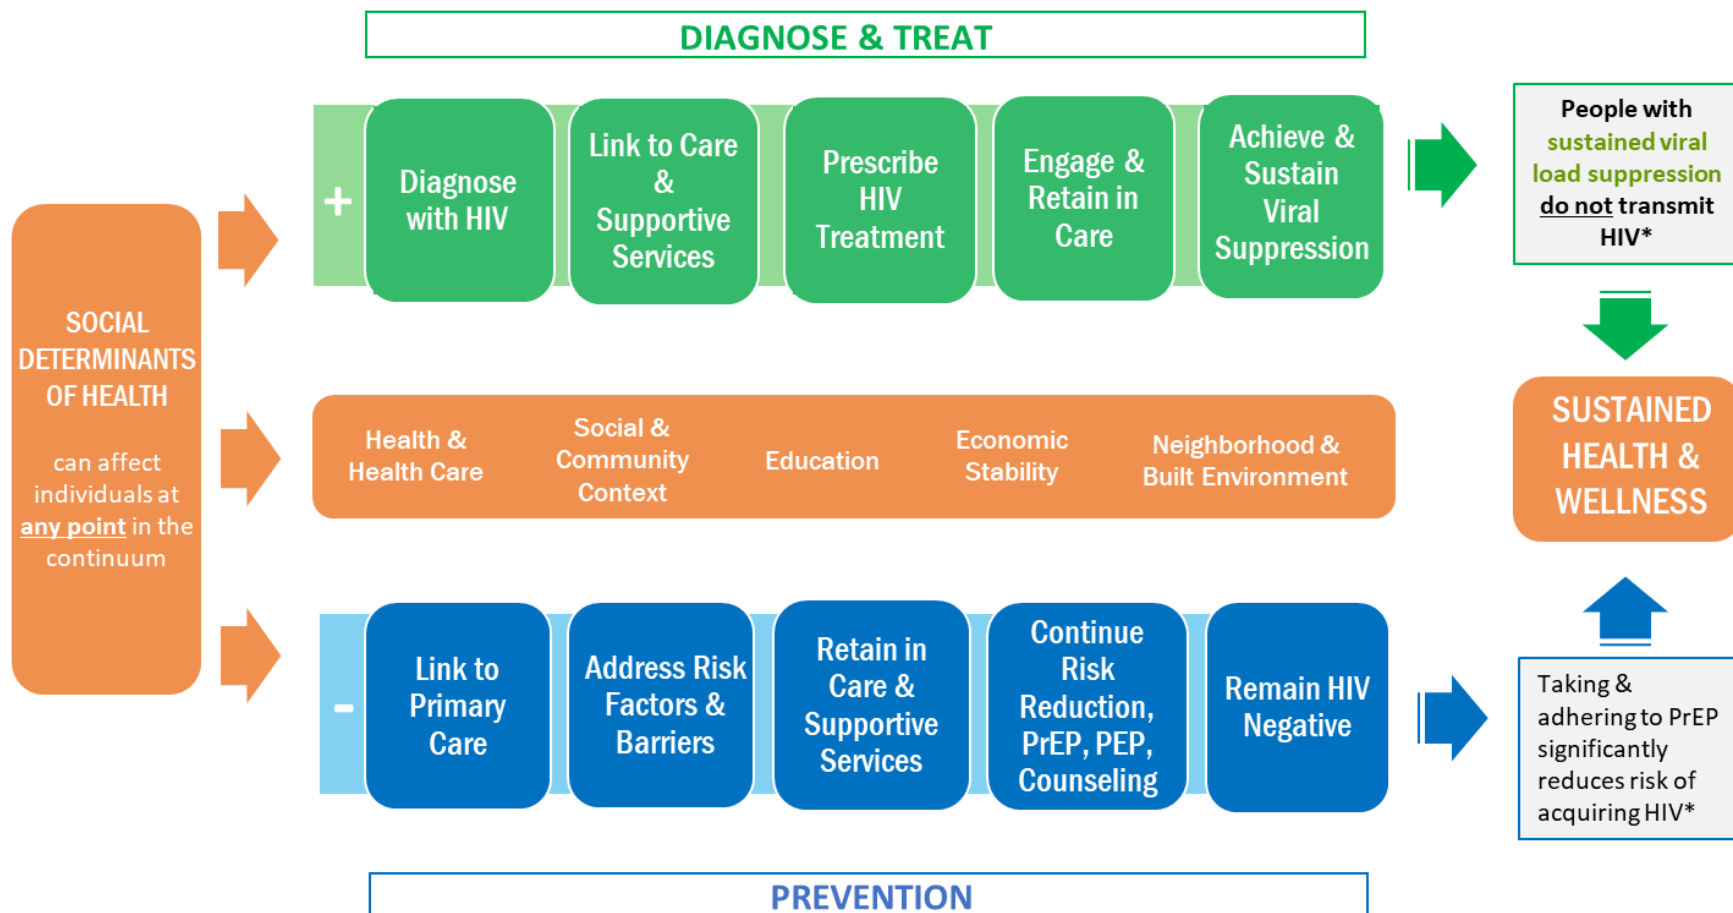 DIAGNOSE & TREAT
+
Diagnose
with HIV
Link to Care
&
Supportive
Services
Prescribe
HIV
Treatment
Engage &
Retain in
Care
Achieve &
Sustain
Viral
Suppression
People with
sustained viral
load suppression
do not transmit
HIV*
SOCIAL
DETERMINANTS
OF HEALTH
can affect
individuals at
any point in the
continuum
Health &
Health Care
Social &
Community
Context
Education
Economic
Stability
Neighborhood &
Built Environment
SUSTAINED
HEALTH &
WELLNESS
-
Link to
Primary
Care
Address Risk
Factors &
Barriers
Retain in
Care &
Supportive
Services
Continue
Risk
Reduction,
PrEP, PEP,
Counseling
Remain HIV
Negative
Taking &
adhering to PrEP
significantly
reduces risk of
acquiring HIV*
PREVENTION